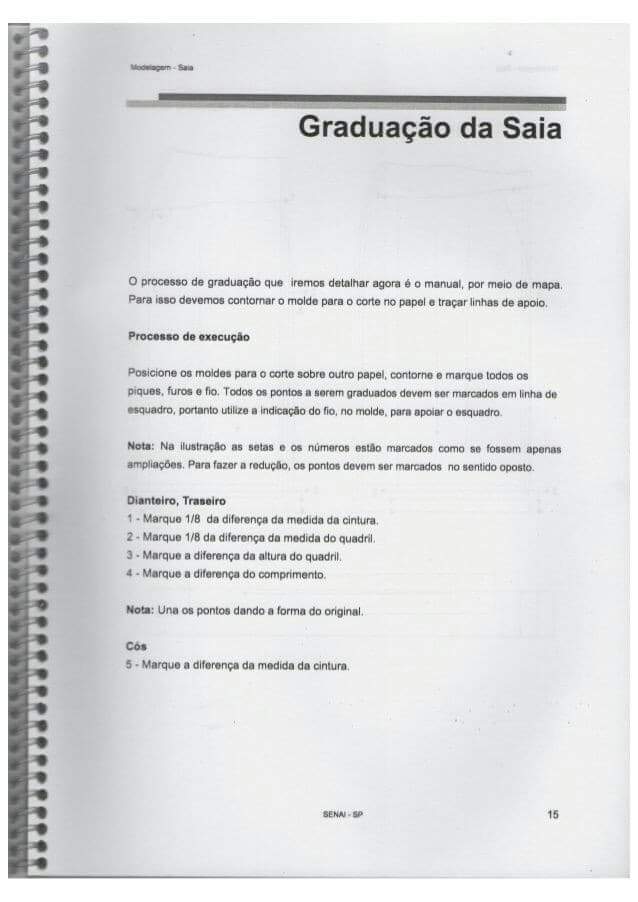 Modelagem - Saia
Graduação da Saia
O processo de graduação que iremos detalhar agora é o manual, por meio de mapa.
Para isso devemos contornar o molde para o corte no papel e traçar linhas de apoio.
Processo de execução
Posicione os moldes para o corte sobre outro papel, contorne e marque todos os
piques, furos e fio. Todos os pontos a serem graduados devem ser marcados em linha de
esquadro, portanto utilize a indicação do fio, no molde, para apoiar o esquadro.
Nota: Na ilustração as setas e os números estão marcados como se fossem apenas
ampliações. Para fazer a redução, os pontos devem ser marcados no sentido oposto.
Dianteiro, Traseiro
1 - Marque 1/8 da diferença da medida da cintura.
2 - Marque 1/8 da diferença da medida do quadril.
3 - Marque a diferença da altura do quadril.
4 - Marque a diferença do comprimento.
Nota: Una os pontos dando a forma do original.
Cós
5 - Marque a diferença da medida da cintura.
SENAI - SP
15